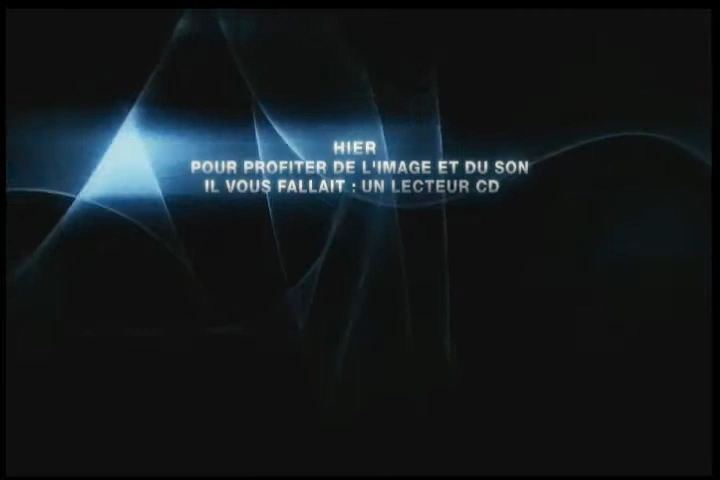 HIER
POUR PROFITER DE L'IMAGE ET DU SON
IL VOUS FALLAIT : UN LECTEUR CD